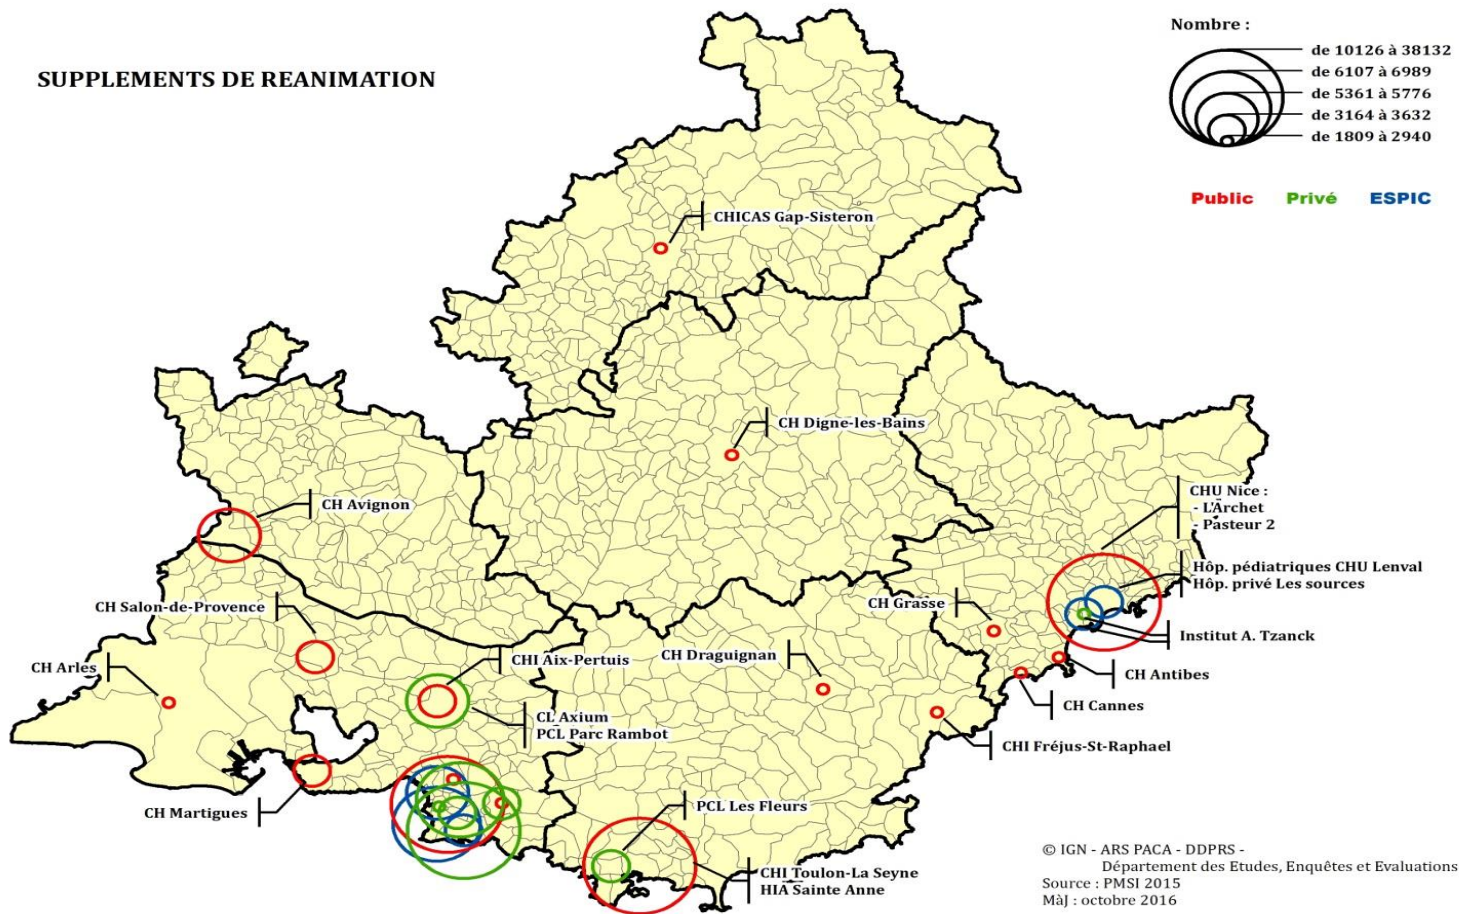 SUPPLEMENTS DE REANIMATION
Nombre :
de 10126 à 38132
de 6107 à 6989
de 5361 à 5776
de 3164 à 3632
de 1809 à 2940
Public Privé ESPIC
CHICAS Gap-Sisteron
CH Digne-les-Bains
CH Avignon
CHU Nice :
- L'Archet
- Pasteur 2
Hôp. pédiatriques CHU Lenval
Hôp. privé Les sources
CH Salon-de-Provence
CH Grasse
Institut A. Tzanck
CH Arles
CHI Aix-Pertuis
CH Draguignan
CH Antibes
CH Cannes
CL Axium
PCL Parc Rambot
CHI Fréjus-St-Raphael
CH Martigues
PCL Les Fleurs
CHI Toulon-La Seyne
HIA Sainte Anne
© IGN - ARS PACA - DDPRS -
Département des Etudes, Enquêtes et Evaluations
Source : PMSI 2015
Màj : octobre 2016